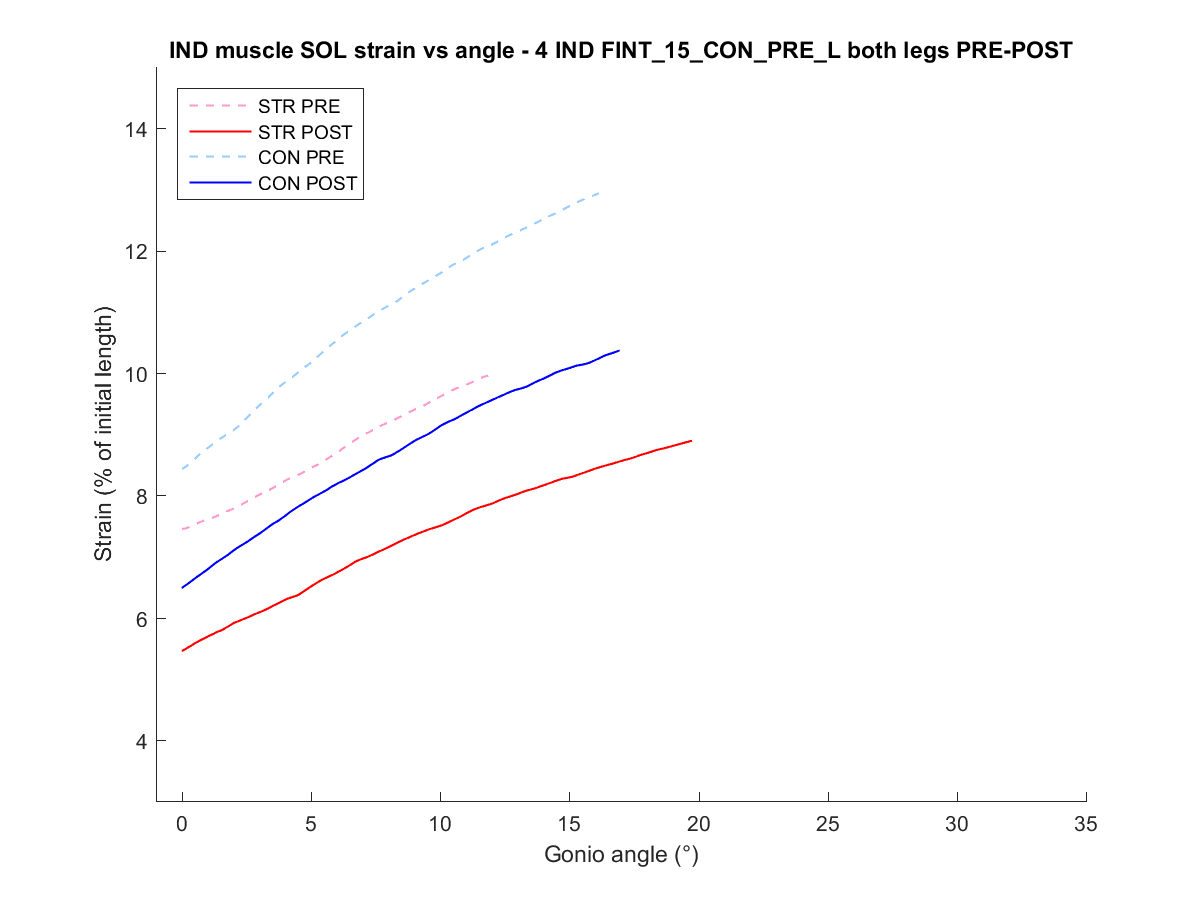 IND muscle SOL strain vs angle - 4 IND FINT_15_CON_PRE_L both legs PRE-POST
STR PRE
STR POST
CON PRE
CON POST
14
12
10
8
6
4
Strain (% of initial length)
0 5 10 15 20 25 30 35
Gonio angle (°)